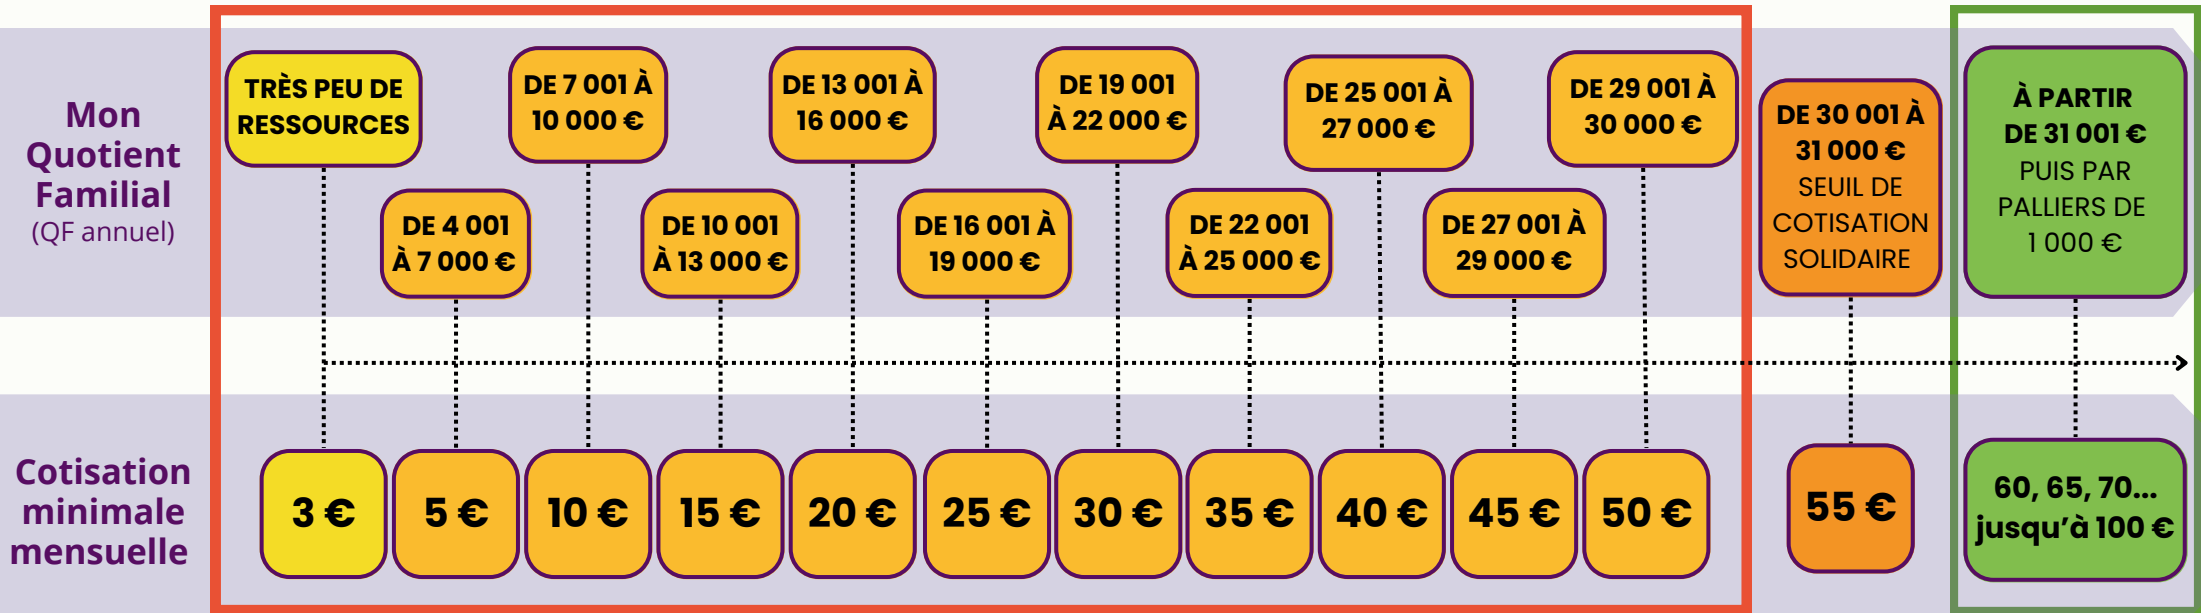 Mon
Quotient
Familial
(QF annuel)
TRÈS PEU DE
RESSOURCES
DE 4 001
À 7 000 €
DE 7 001 À
10 000 €
DE 10 001
À 13 000 €
DE 13 001 À
16 000 €
DE 16 001 À
19 000 €
DE 19 001
À 22 000 €
DE 22 001
À 25 000 €
DE 25 001 À
27 000 €
DE 27 001 À
29 000 €
DE 29 001 À
30 000 €
DE 30 001 À
31 000 €
SEUIL DE
COTISATION
SOLIDAIRE
À PARTIR
DE 31 001 €
PUIS PAR
PALLIERS DE
1 000 €
Cotisation
minimale
mensuelle
3 €
5 €
10 €
15 €
20 €
25 €
30 €
35 €
40 €
45 €
50 €
55 €
60, 65, 70...
jusqu’à 100 €